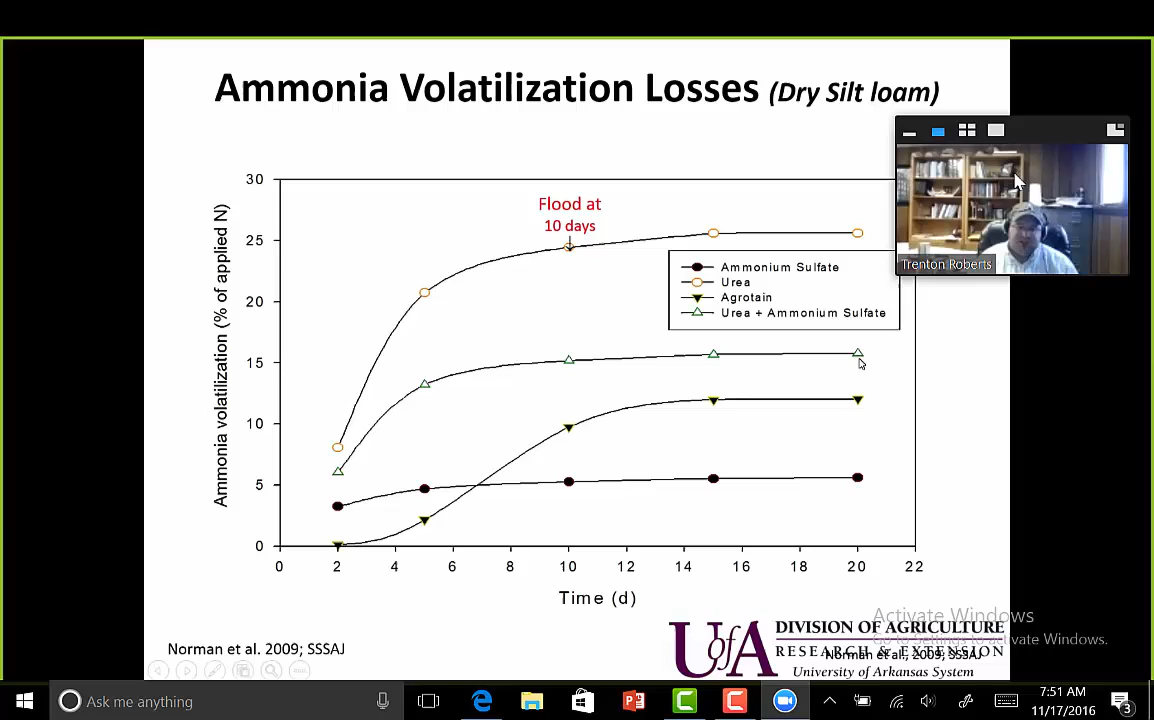 Ammonia Volatilization Losses (Dry Silt loam)
Trenton Roberts
Ammonia volatilization (% of applied N)
30
25
20
15
10
5
0
Flood at
10 days
Ammonium Sulfate
Urea
Agrotain
Urea + Ammonium Sulfate
0 2 4 6 8 10 12 14 16 18 20 22
Time (d)
Norman et al. 2009; SSSAJ
UofA
DIVISION OF AGRICULTURE
RESEARCH & EXTENSION
University of Arkansas System
Norman et al., 2009; SSSAJ
Activate Windows
Go to Settings to activate Windows.
Ask me anything
7:51 AM
11/17/2016
3